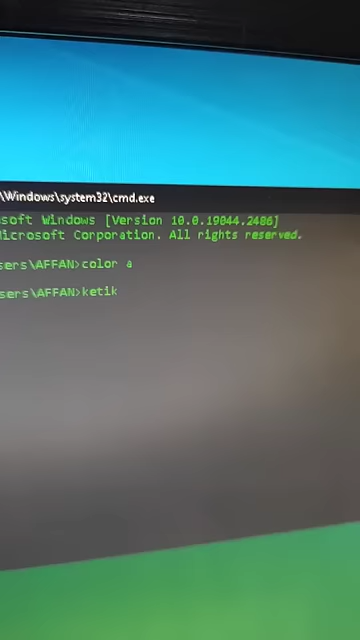 \Windows\system32\cmd.exe
soft Windows [Version 10.0.19044.2486]
icrosoft Corporation. All rights reserved.
sers\AFFAN>color a
sers\AFFAN>ketik